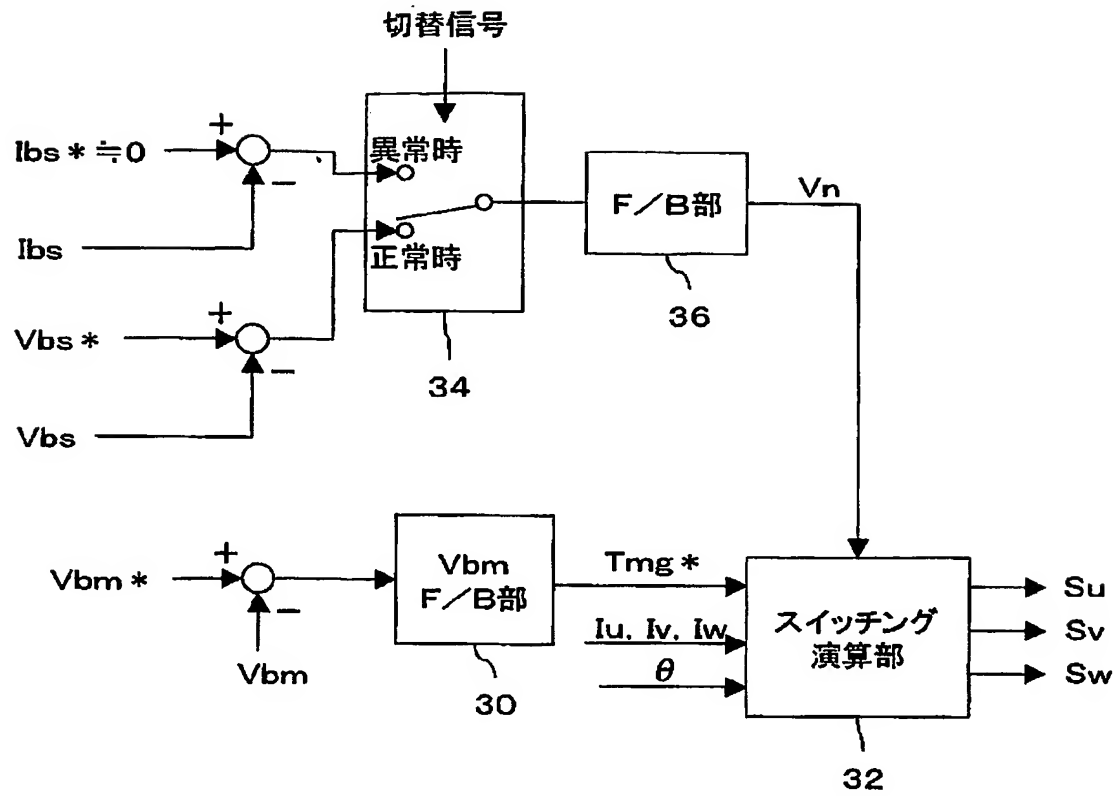 切替信号
+
Ibs*≒0
異常時
−
F/B部
Vn
Ibs
正常時
36
+
Vbs*
−
34
Vbs
+
Vbm*
Vbm
F/B部
Tmg*
−
Iu, Iv, Iw
スイッチング
演算部
Su
Sv
Sw
Vbm
θ
30
32